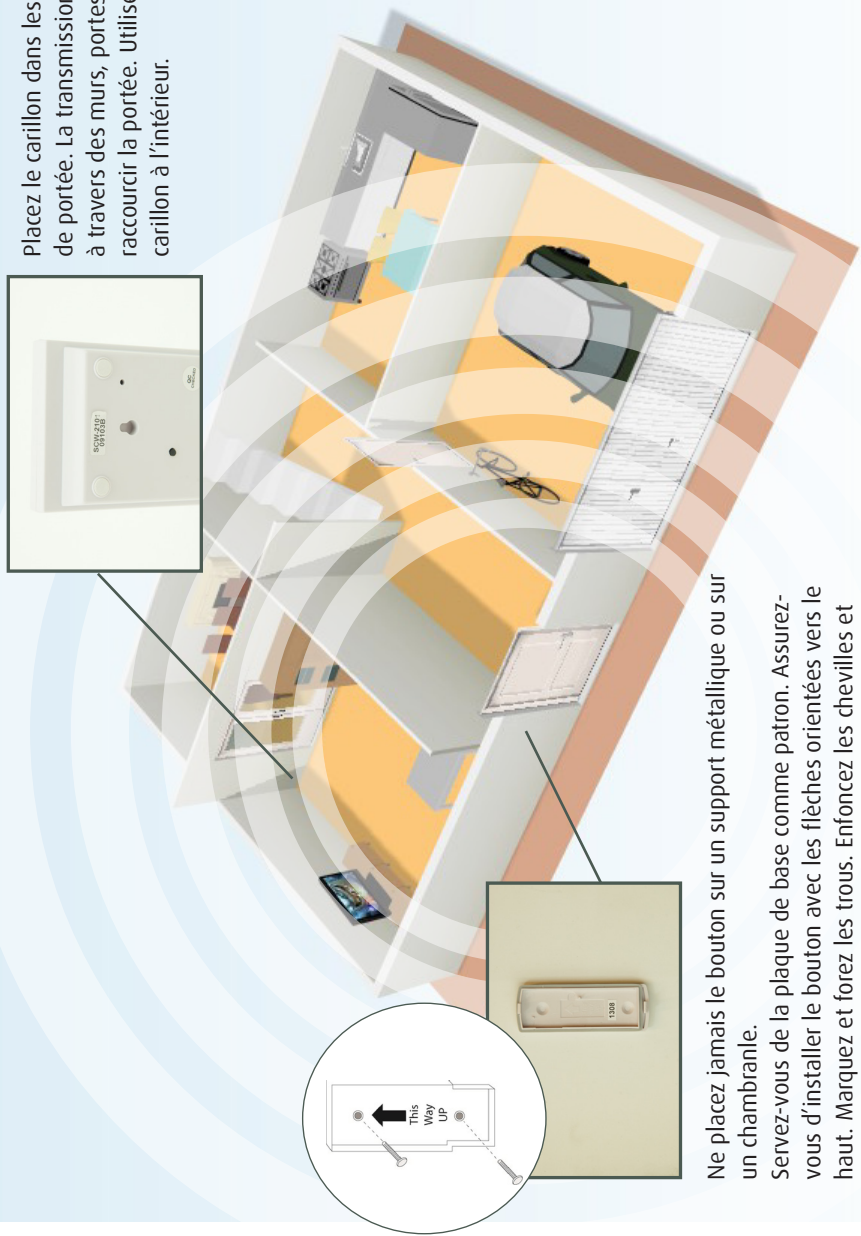 Placez le carillon dans les
de portée. La transmission
à travers des murs, portes
raccourcir la portée. Utilise
carillon à l'intérieur.
SCW-210
09103B
QC
This
Way
UP
1308
Ne placez jamais le bouton sur un support métallique ou sur
un chambranle.
Servez-vous de la plaque de base comme patron. Assurez-
vous d'installer le bouton avec les flèches orientées vers le
haut. Marquez et forez les trous. Enfoncez les chevilles et